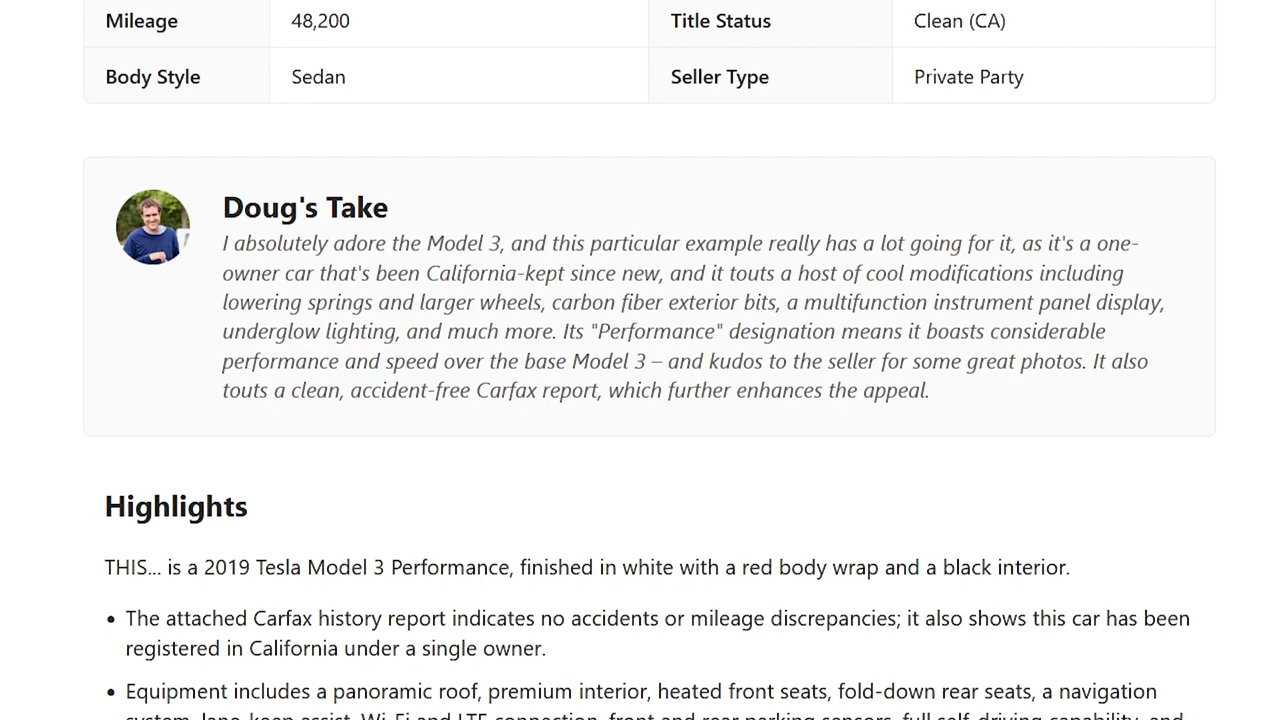 Mileage 48,200 Title Status Clean (CA)
Body Style Sedan Seller Type Private Party
Doug's Take
I absolutely adore the Model 3, and this particular example really has a lot going for it, as it's a one-
owner car that's been California-kept since new, and it touts a host of cool modifications including
lowering springs and larger wheels, carbon fiber exterior bits, a multifunction instrument panel display,
underglow lighting, and much more. Its "Performance" designation means it boasts considerable
performance and speed over the base Model 3 – and kudos to the seller for some great photos. It also
touts a clean, accident-free Carfax report, which further enhances the appeal.
Highlights
THIS... is a 2019 Tesla Model 3 Performance, finished in white with a red body wrap and a black interior.
• The attached Carfax history report indicates no accidents or mileage discrepancies; it also shows this car has been
registered in California under a single owner.
• Equipment includes a panoramic roof, premium interior, heated front seats, fold-down rear seats, a navigation
system, lane-keep assist, Wi-Fi and LTE connection, front and rear parking sensors, full self-driving capability, and